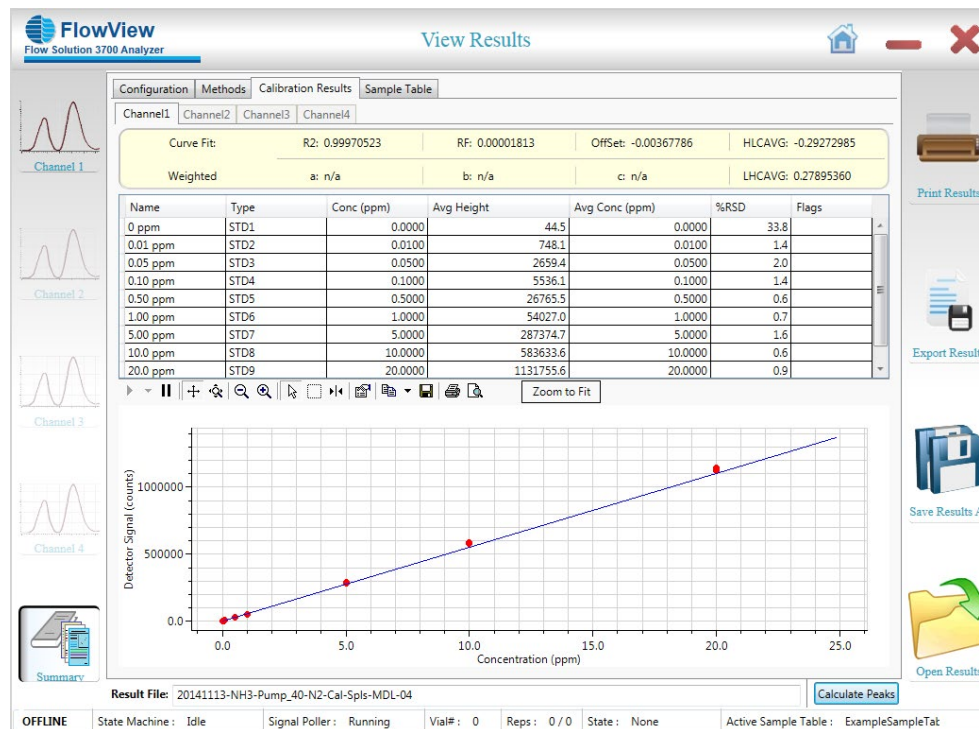 FlowView
Flow Solution 3700 Analyzer
View Results
Configuration Methods Calibration Results Sample Table
Channel1 Channel2 Channel3 Channel4
Curve Fit: R2: 0.99970523 RF: 0.00001813 OffSet: -0.00367786 HLCAVG: -0.29272985
Weighted a: n/a b: n/a c: n/a LHCAVG: 0.27895360
Name Type Conc (ppm) Avg Height Avg Conc (ppm) %RSD Flags
0 ppm STD1 0.0000 44.5 0.0000 33.8
0.01 ppm STD2 0.0100 748.1 0.0100 1.4
0.05 ppm STD3 0.0500 2659.4 0.0500 2.0
0.10 ppm STD4 0.1000 5536.1 0.1000 1.4
0.50 ppm STD5 0.5000 26765.5 0.5000 0.6
1.00 ppm STD6 1.0000 54027.0 1.0000 0.7
5.00 ppm STD7 5.0000 287374.7 5.0000 1.6
10.0 ppm STD8 10.0000 583633.6 10.0000 0.6
20.0 ppm STD9 20.0000 1131755.6 20.0000 0.9
Zoom to Fit
Detector Signal (counts)
1000000
500000
0.0
0.0 5.0 10.0 15.0 20.0 25.0
Concentration (ppm)
Channel 1
Channel 2
Channel 3
Channel 4
Summary
Print Results
Export Result
Save Results A
Open Results
Result File: 20141113-NH3-Pump_40-N2-Cal-Spls-MDL-04
Calculate Peaks
OFFLINE State Machine : Idle Signal Poller : Running Vial# : 0 Reps : 0 / 0 State : None Active Sample Table : ExampleSampleTab